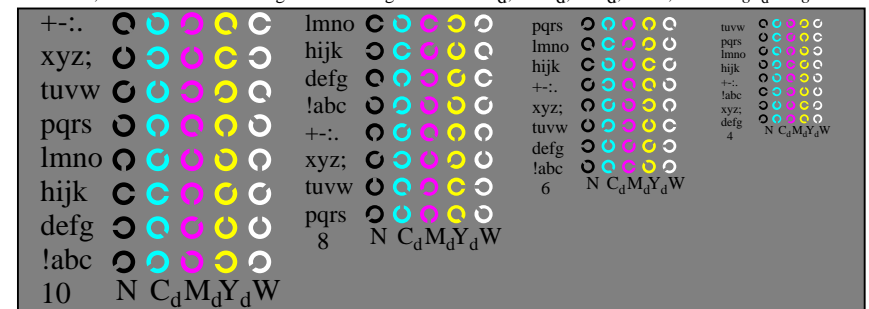 +-:.
xyz;
tuvw
pqrs
lmno
hijk
defg
!abc
10 N CdMdYdW
lmno
hijk
defg
!abc
+-:.
xyz;
tuvw
pqrs
8 N CdMdYdW
pqrs
lmno
hijk
+-:.
xyz;
tuvw
defg
!abc
6 N CdMdYdW
tuvw
pqrs
lmno
hijk
+-:.
!abc
xyz;
defg
4 N CdMdYdW